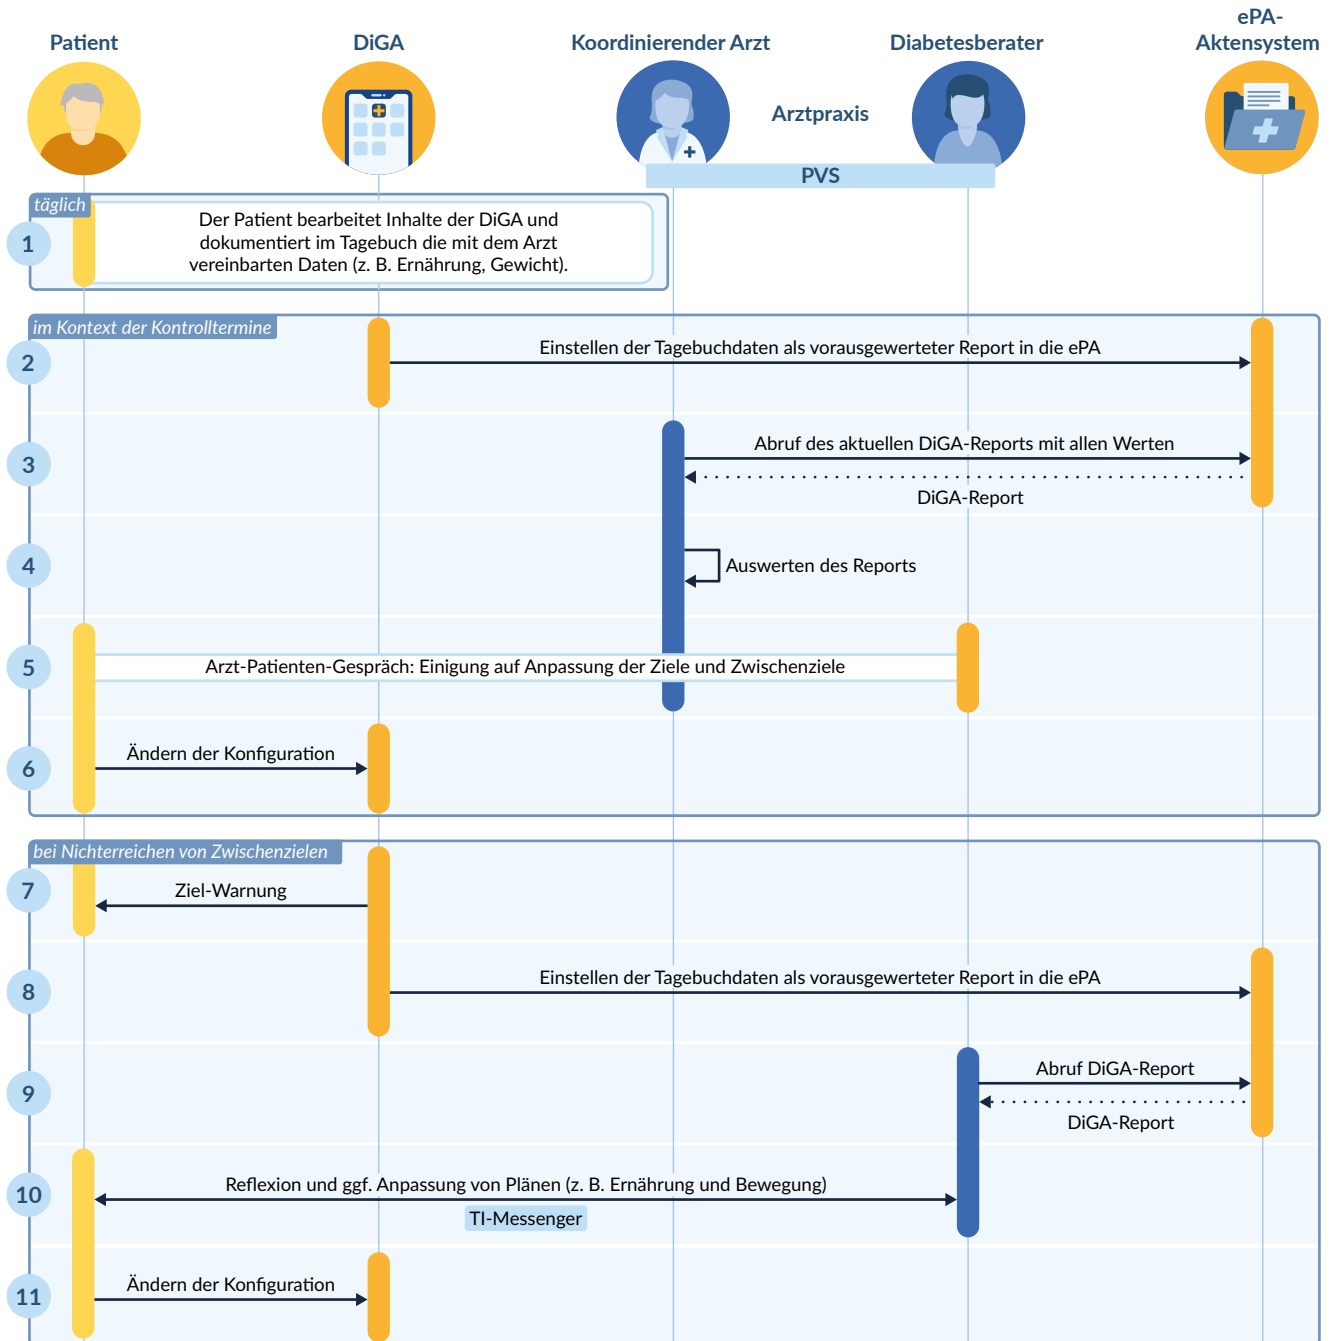 Patient
DiGA
Koordinierender Arzt
Diabetesberater
ePA-
Aktensystem
Arztpraxis
PVS
täglich
1
Der Patient bearbeitet Inhalte der DiGA und
dokumentiert im Tagebuch die mit dem Arzt
vereinbarten Daten (z. B. Ernährung, Gewicht).
im Kontext der Kontrolltermine
2
Einstellen der Tagebuchdaten als vorausgewerteter Report in die ePA
3
Abruf des aktuellen DiGA-Reports mit allen Werten
DiGA-Report
4
Auswerten des Reports
5
Arzt-Patienten-Gespräch: Einigung auf Anpassung der Ziele und Zwischenziele
6
Ändern der Konfiguration
bei Nichterreichen von Zwischenzielen
7
Ziel-Warnung
8
Einstellen der Tagebuchdaten als vorausgewerteter Report in die ePA
9
Abruf DiGA-Report
DiGA-Report
10
Reflexion und ggf. Anpassung von Plänen (z. B. Ernährung und Bewegung)
TI-Messenger
11
Ändern der Konfiguration